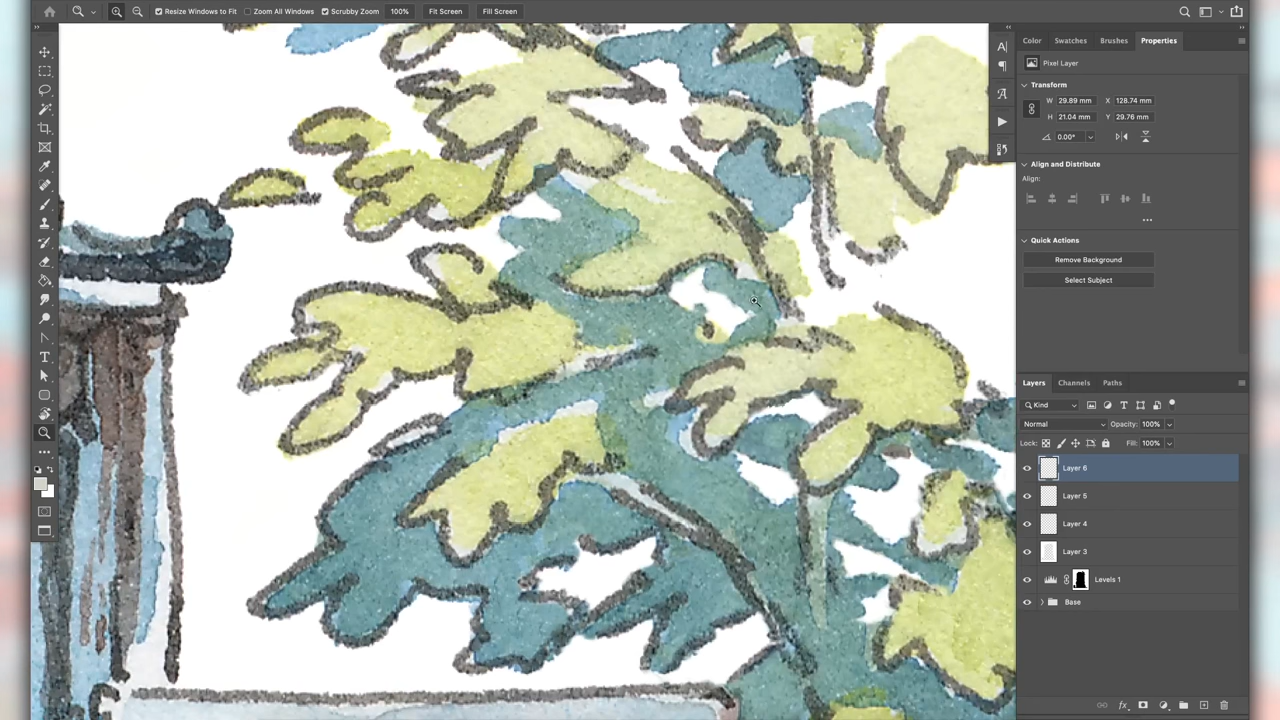 Resize Windows to Fit Zoom All Windows Scrubby Zoom 100% Fit Screen Fill Screen
Color Swatches Brushes Properties
Pixel Layer
Transform
W 29.89 mm X 128.74 mm
H 21.04 mm Y 29.76 mm
0.00°
Align and Distribute
Align:
Quick Actions
Remove Background
Select Subject
Layers Channels Paths
Kind
Normal Opacity: 100%
Lock: Fill: 100%
Layer 6
Layer 5
Layer 4
Layer 3
Levels 1
Base